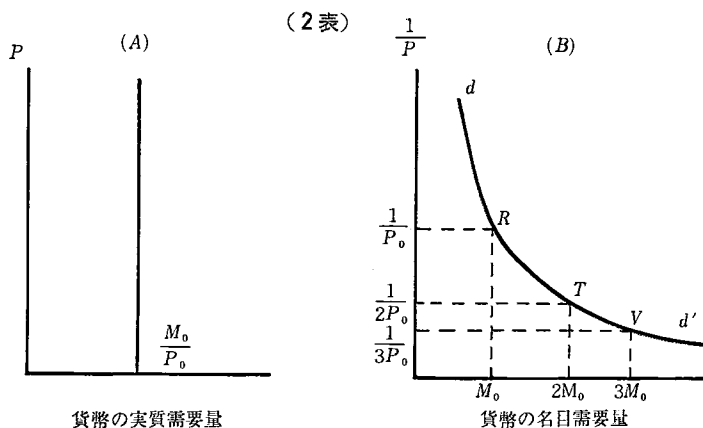 (2表)
P
(A)
M₀/P₀
貨幣の実質需要量
1/P
(B)
d
1/P₀
R
1/2P₀
T
1/3P₀
V
d'
M₀ 2M₀ 3M₀
貨幣の名目需要量